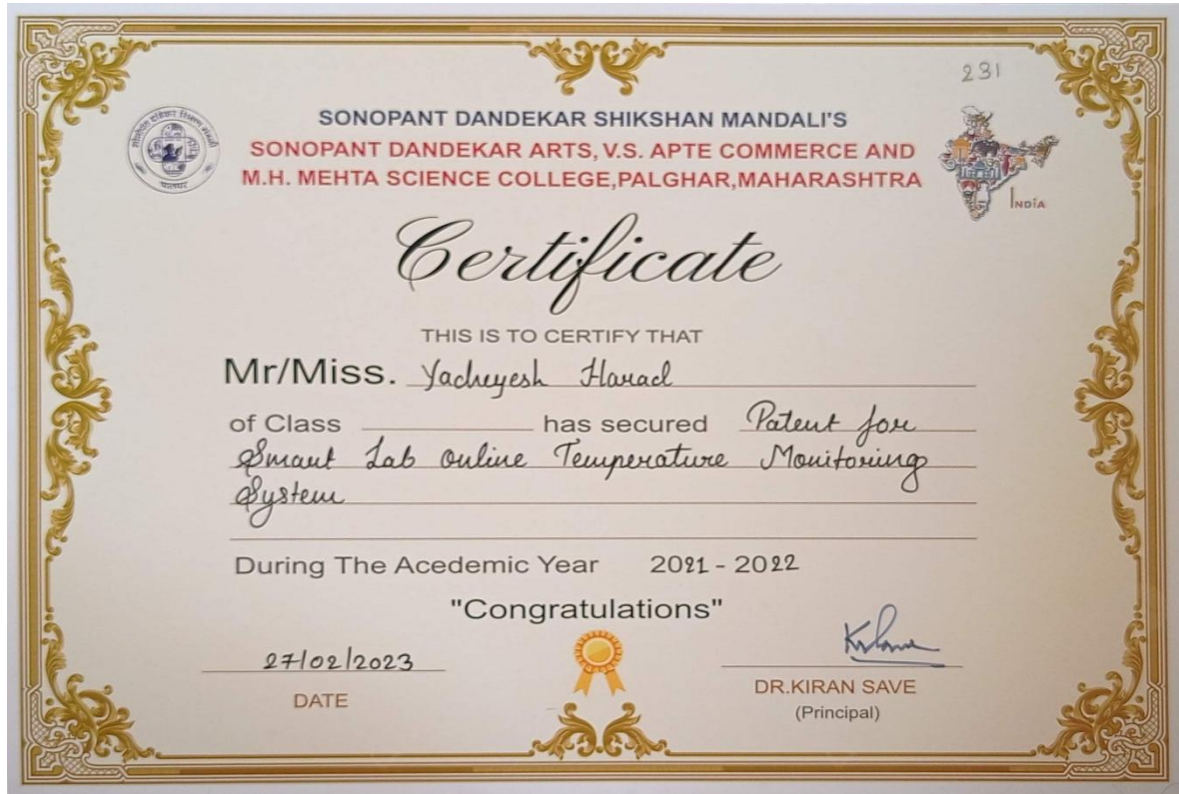 231
SONOPANT DANDEKAR SHIKSHAN MANDALI'S
SONOPANT DANDEKAR ARTS, V.S. APTE COMMERCE AND
M.H. MEHTA SCIENCE COLLEGE,PALGHAR,MAHARASHTRA
INDIA
Certificate
THIS IS TO CERTIFY THAT
Mr/Miss. Yadnyesh Harad
of Class has secured Patent for
Smart Lab online Temperature Monitoring
System
During The Acedemic Year 2021 - 2022
"Congratulations"
27/02/2023
DATE
DR.KIRAN SAVE
(Principal)